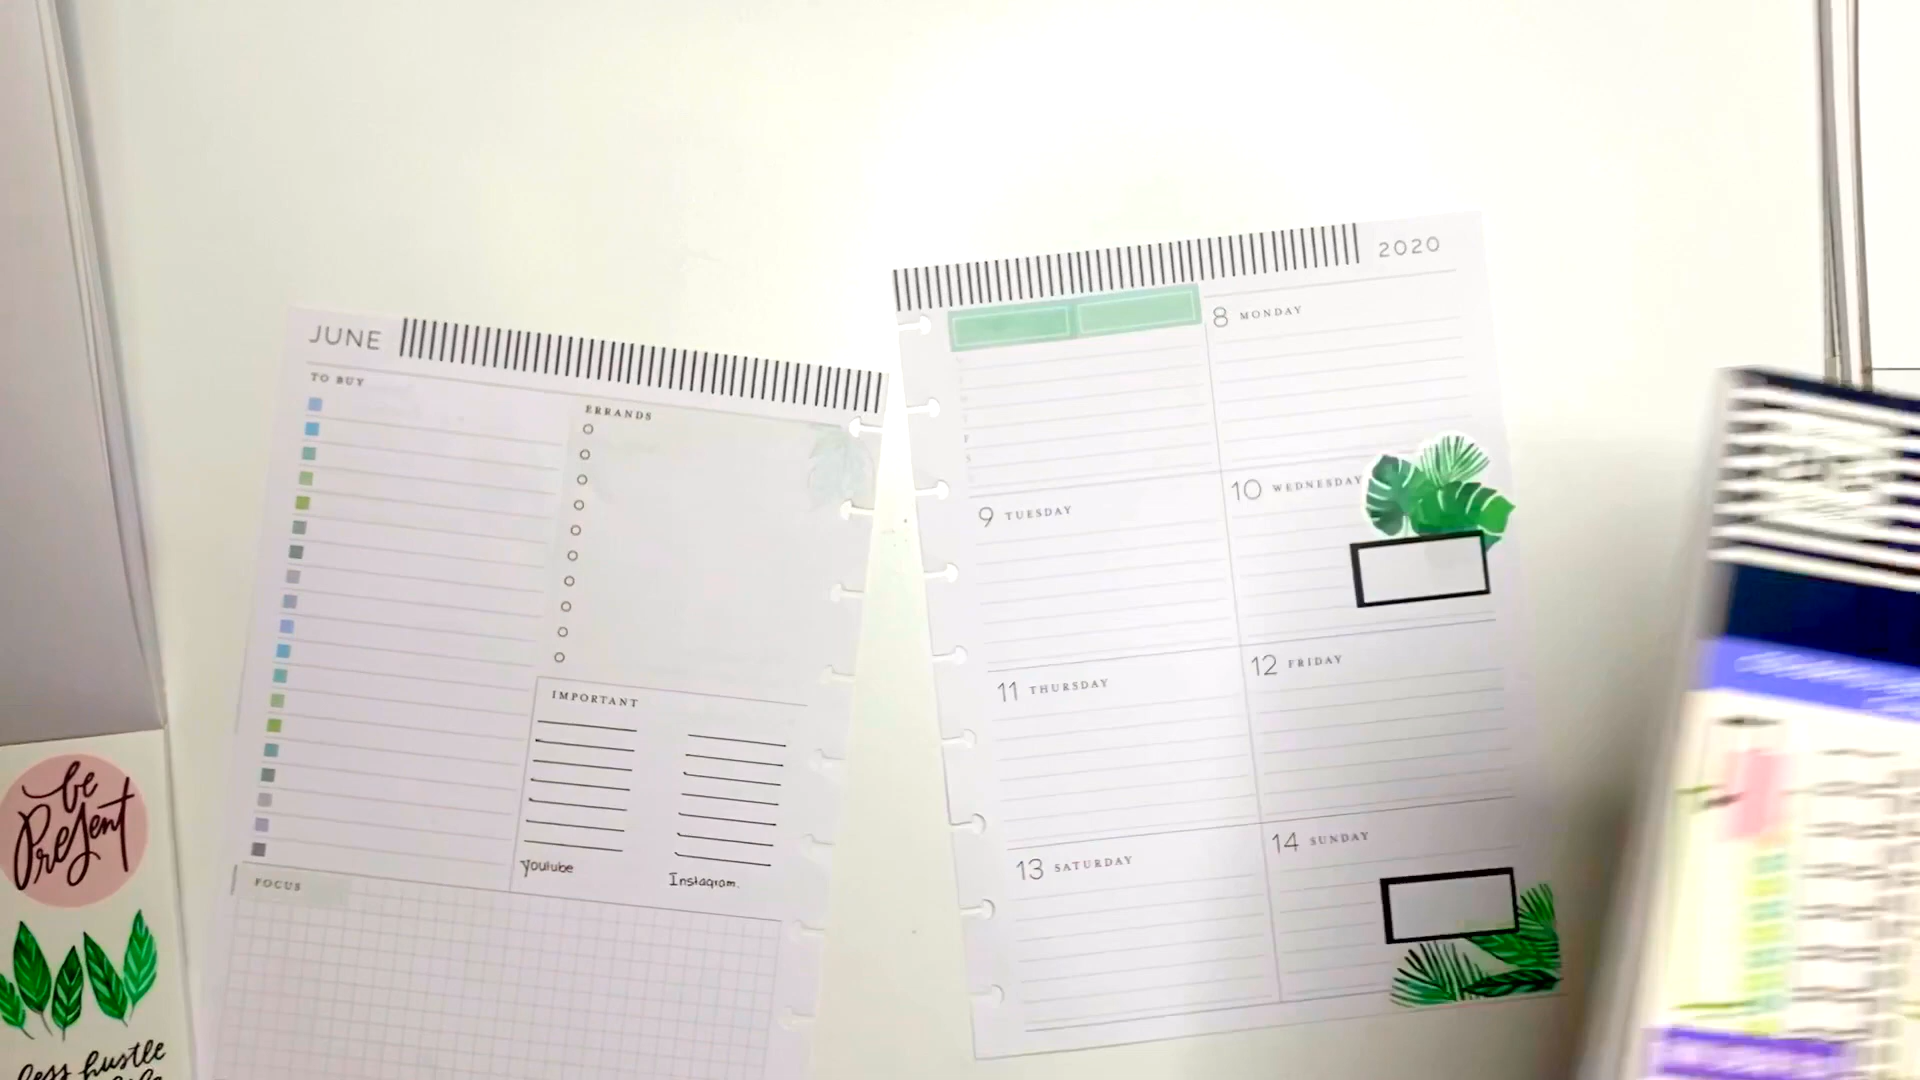 JUNE
TO BUY
ERRANDS
IMPORTANT
Youtube
Instagram.
FOCUS
2020
8 MONDAY
9 TUESDAY
10 WEDNESDAY
11 THURSDAY
12 FRIDAY
13 SATURDAY
14 SUNDAY
be
Present
less hustle